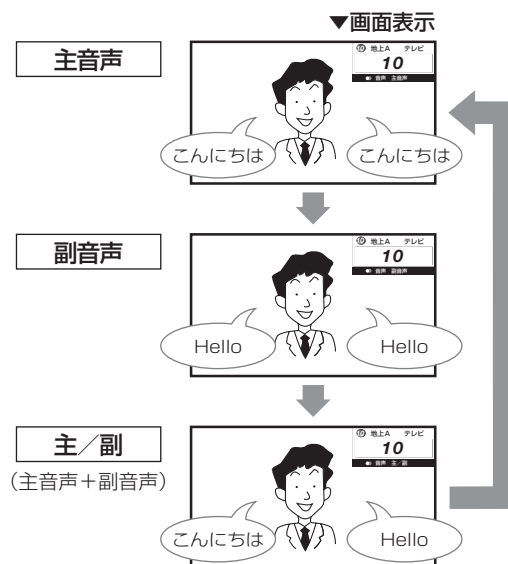 ▼画面表示
主音声
⑩ 地上A テレビ
10
音声 主音声
こんにちは こんにちは
副音声
⑩ 地上A テレビ
10
音声 副音声
Hello Hello
主／副
（主音声＋副音声）
⑩ 地上A テレビ
10
音声 主／副
こんにちは Hello